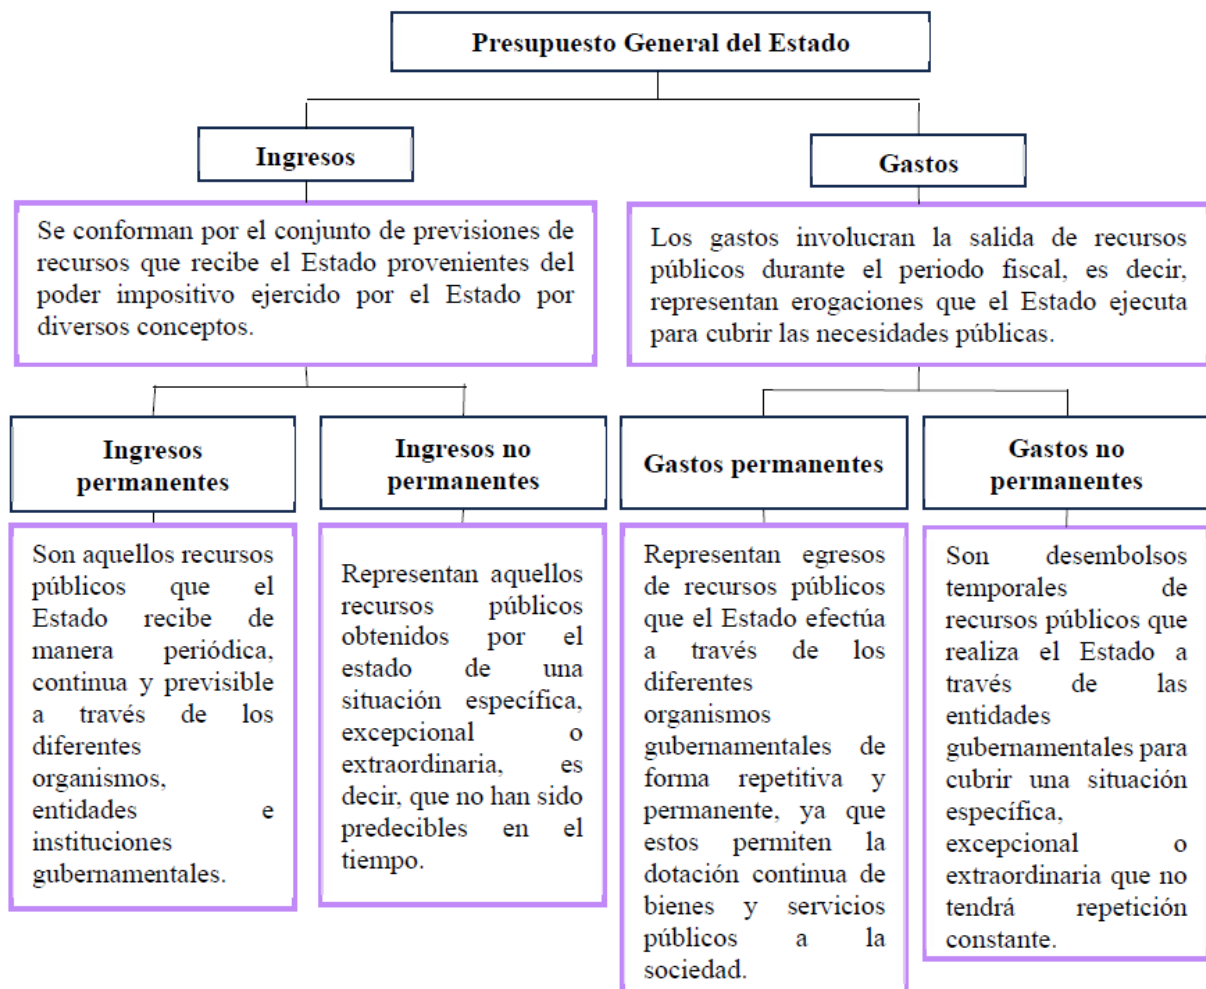 Presupuesto General del Estado
Ingresos
Gastos
Se conforman por el conjunto de previsiones de
recursos que recibe el Estado provenientes del
poder impositivo ejercido por el Estado por
diversos conceptos.
Los gastos involucran la salida de recursos
públicos durante el periodo fiscal, es decir,
representan erogaciones que el Estado ejecuta
para cubrir las necesidades públicas.
Ingresos
permanentes
Ingresos no
permanentes
Gastos permanentes
Gastos no
permanentes
Son aquellos recursos
públicos que el
Estado recibe de
manera periódica,
continua y previsible
a través de los
diferentes
organismos,
entidades e
instituciones
gubernamentales.
Representan aquellos
recursos públicos
obtenidos por el
estado de una
situación específica,
excepcional o
extraordinaria, es
decir, que no han sido
predecibles en el
tiempo.
Representan egresos
de recursos públicos
que el Estado efectúa
a través de los
diferentes
organismos
gubernamentales de
forma repetitiva y
permanente, ya que
estos permiten la
dotación continua de
bienes y servicios
públicos a la
sociedad.
Son desembolsos
temporales de
recursos públicos que
realiza el Estado a
través de las
entidades
gubernamentales para
cubrir una situación
específica,
excepcional o
extraordinaria que no
tendrá repetición
constante.